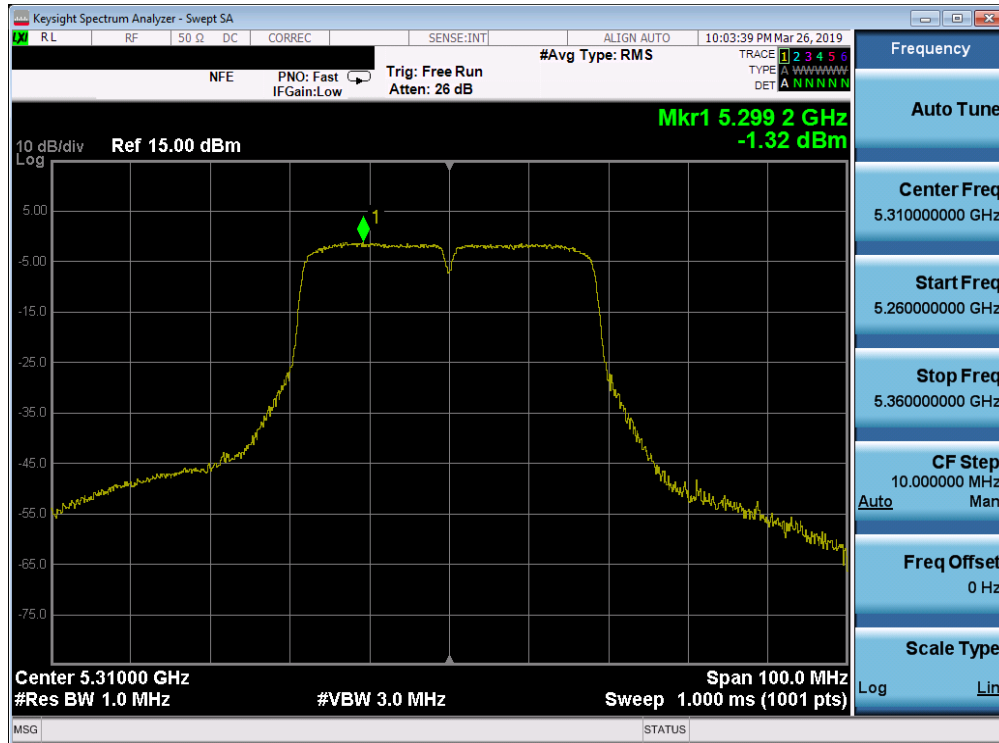 Keysight Spectrum Analyzer - Swept SA
LXI RL RF 50 Ω DC CORREC SENSE:INT ALIGN AUTO 10:03:39 PM Mar 26, 2019
#Avg Type: RMS TRACE 1 2 3 4 5 6
NFE PNO: Fast Trig: Free Run TYPE A WWWWW
IFGain:Low Atten: 26 dB DET A N N N N N
Mkr1 5.299 2 GHz
10 dB/div Ref 15.00 dBm -1.32 dBm
Log
5.00
1
-5.00
-15.0
-25.0
-35.0
-45.0
-55.0
-65.0
-75.0
Center 5.31000 GHz Span 100.0 MHz
#Res BW 1.0 MHz #VBW 3.0 MHz Sweep 1.000 ms (1001 pts)
MSG STATUS
Frequency
Auto Tune
Center Freq
5.310000000 GHz
Start Freq
5.260000000 GHz
Stop Freq
5.360000000 GHz
CF Step
10.000000 MHz
Auto Man
Freq Offset
0 Hz
Scale Type
Log Lin